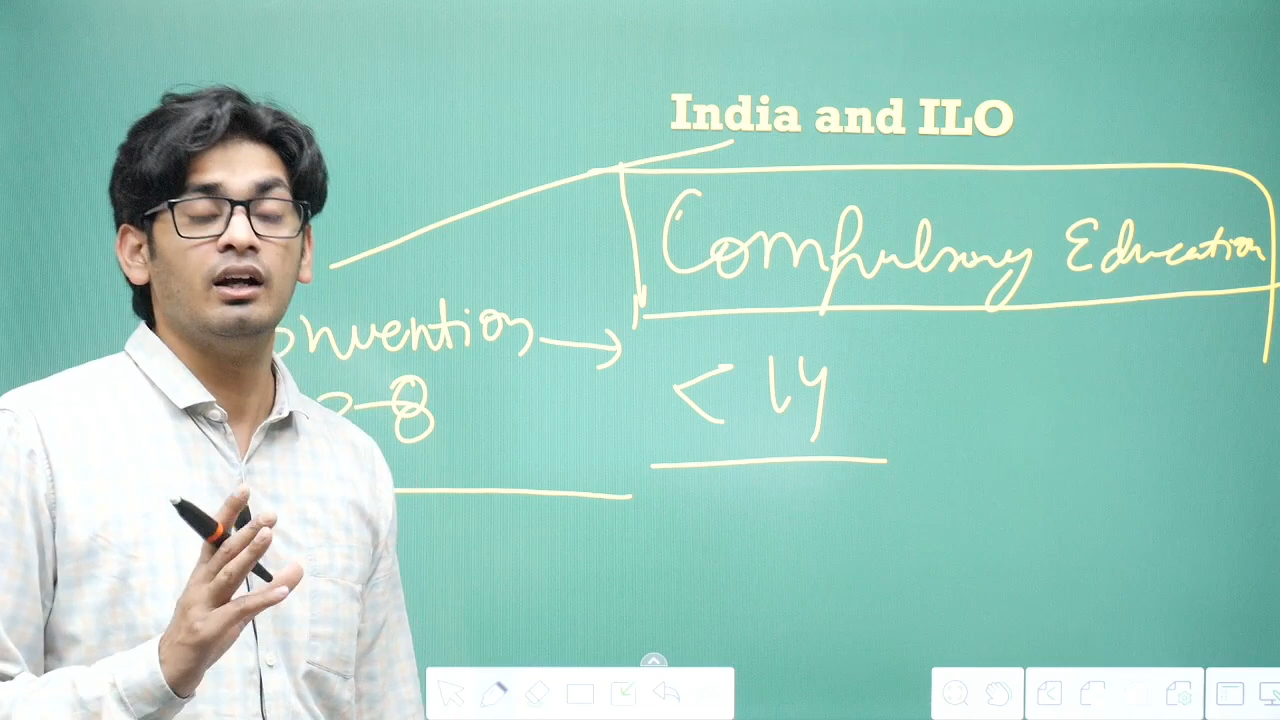 India and ILO
Compulsory Education
onvention →
-8
< 14